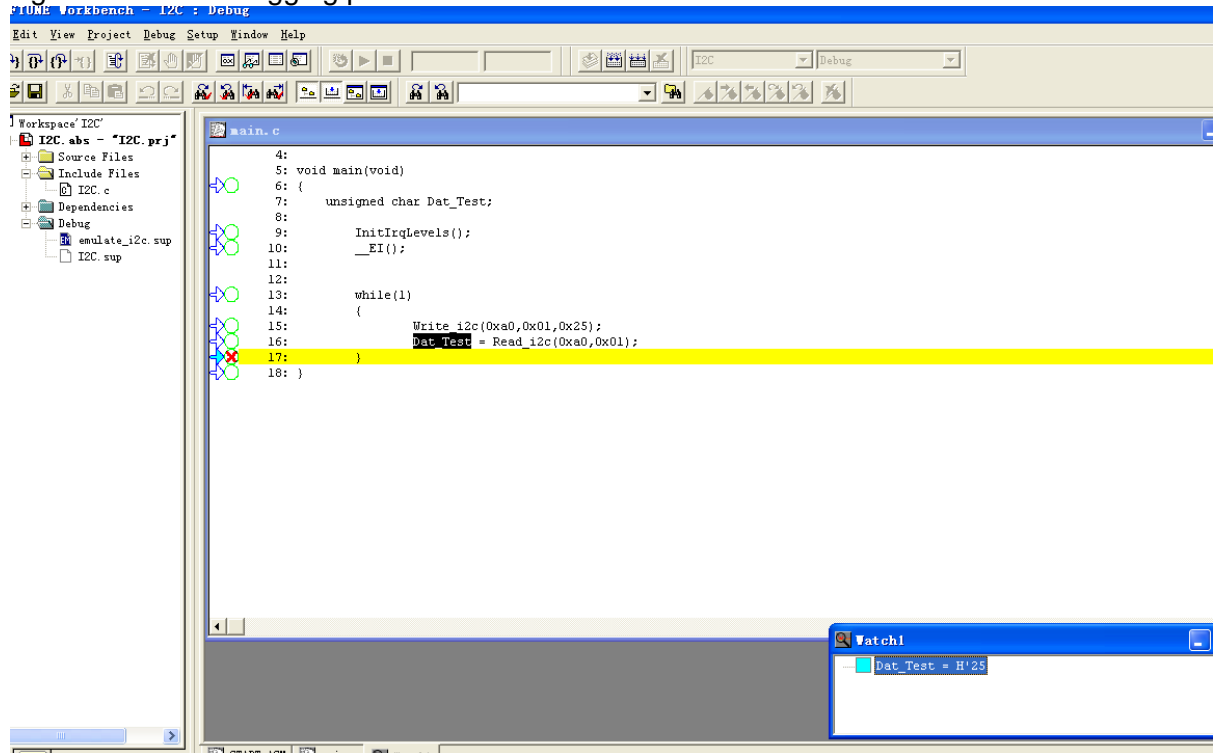 Workbench - I2C : Debug
Edit View Project Debug Setup Window Help
I2C Debug
Workspace'I2C'
I2C.abs - "I2C.prj"
Source Files
Include Files
I2C.c
Dependencies
Debug
emulate_i2c.sup
I2C.sup
main.c
4:
5: void main(void)
6: {
7: unsigned char Dat_Test;
8:
9: InitIrqLevels();
10: __EI();
11:
12:
13: while(1)
14: {
15: Write_i2c(0xa0,0x01,0x25);
16: Dat_Test = Read_i2c(0xa0,0x01);
17: }
18: }
Watch1
Dat_Test = H'25